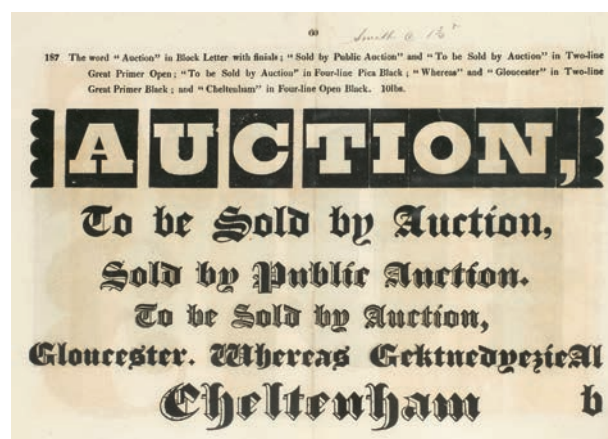 60
187 The word "Auction" in Block Letter with finials; "Sold by Public Auction" and "To be Sold by Auction" in Two-line
Great Primer Open; "To be Sold by Auction" in Four-line Pica Black; "Whereas" and "Gloucester" in Two-line
Great Primer Black; and "Cheltenham" in Four-line Open Black. 10lbs.
AUCTION,
To be Sold by Auction,
Sold by Public Auction.
To be Sold by Auction,
Gloucester. Whereas GektnedyezieAl
Cheltenham b